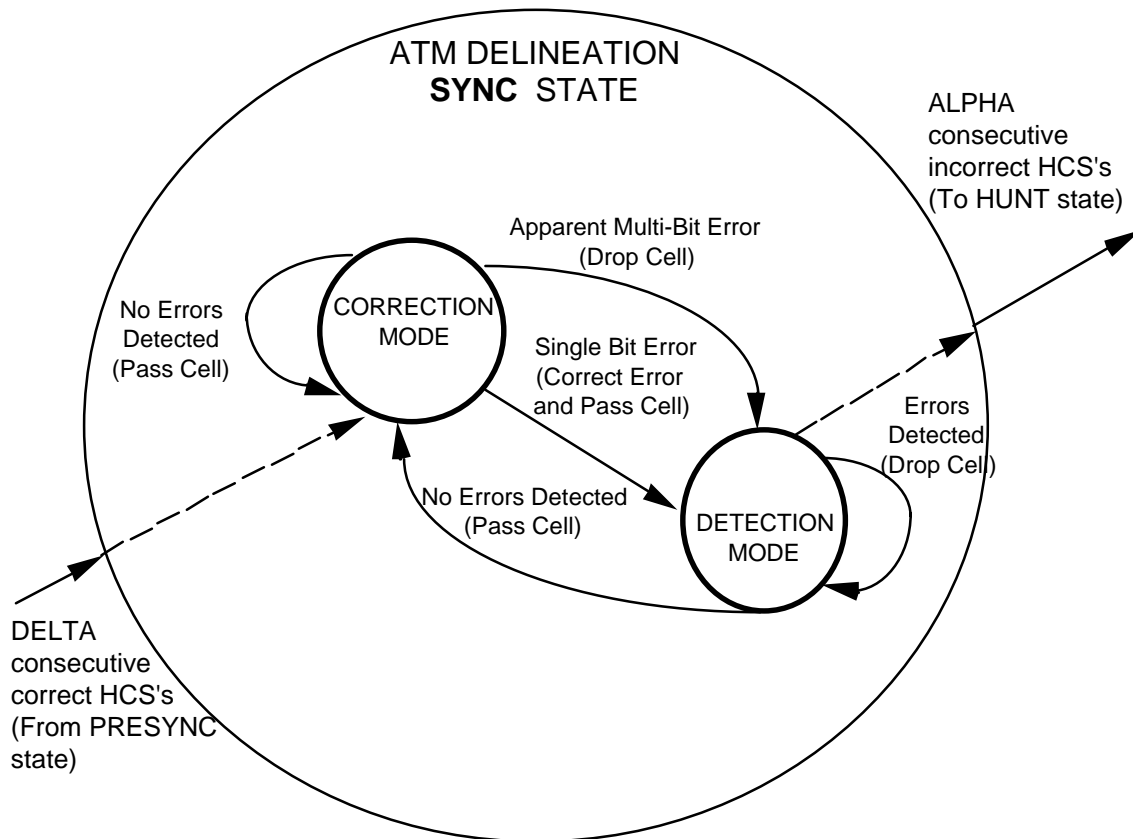 ATM DELINEATION
SYNC STATE
ALPHA
consecutive
incorrect HCS's
(To HUNT state)
Apparent Multi-Bit Error
(Drop Cell)
No Errors
Detected
(Pass Cell)
CORRECTION
MODE
Single Bit Error
(Correct Error
and Pass Cell)
Errors
Detected
(Drop Cell)
No Errors Detected
(Pass Cell)
DETECTION
MODE
DELTA
consecutive
correct HCS's
(From PRESYNC
state)